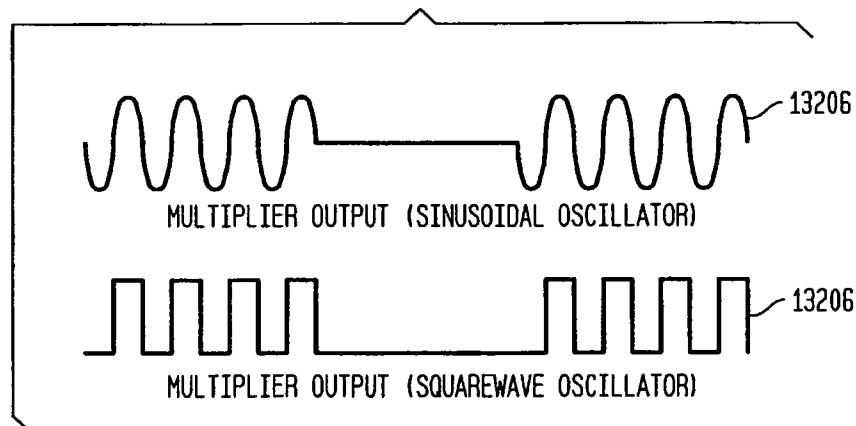 13206
MULTIPLIER OUTPUT (SINUSOIDAL OSCILLATOR)
13206
MULTIPLIER OUTPUT (SQUAREWAVE OSCILLATOR)